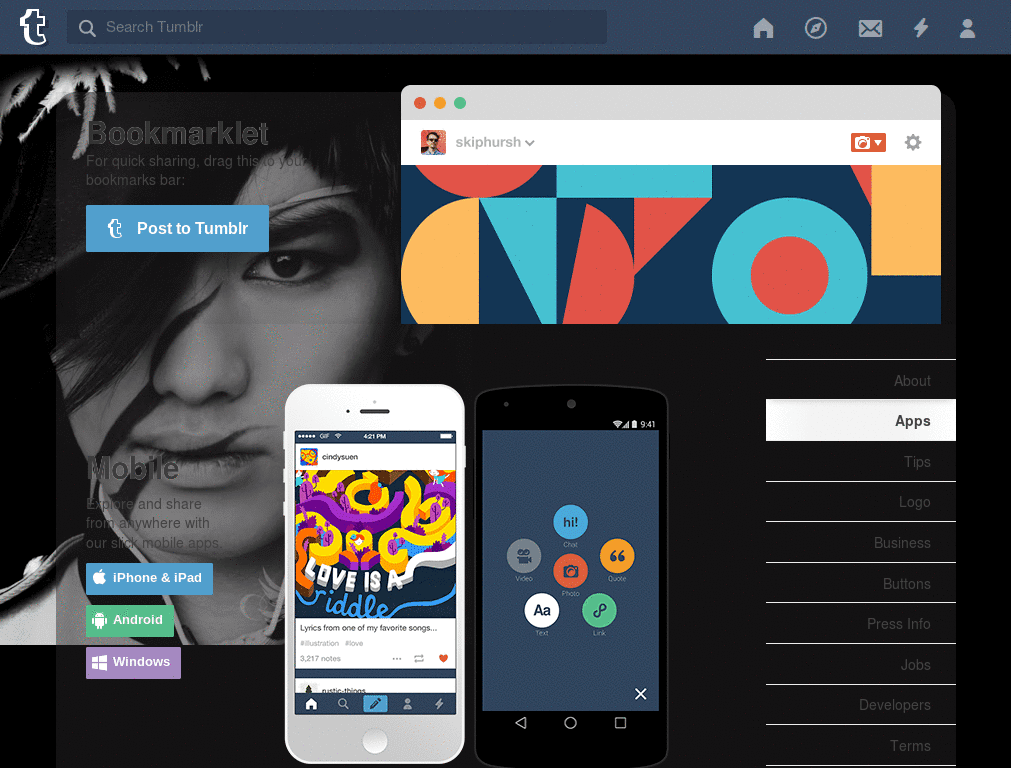 Search Tumblr
Bookmarklet
For quick sharing, drag this to your
bookmarks bar:
Post to Tumblr
skiphursh
About
Apps
Tips
Logo
Business
Buttons
Press Info
Jobs
Developers
Terms
Mobile
Explore and share
from anywhere with
our slick mobile apps.
iPhone & iPad
Android
Windows
GIF
4:21 PM
cindysuen
LOVE IS A
riddle
Lyrics from one of my favorite songs...
#illustration #love
3,217 notes
rustic-things
9:41
hi!
Chat
Video
Quote
Photo
Aa
Text
Link